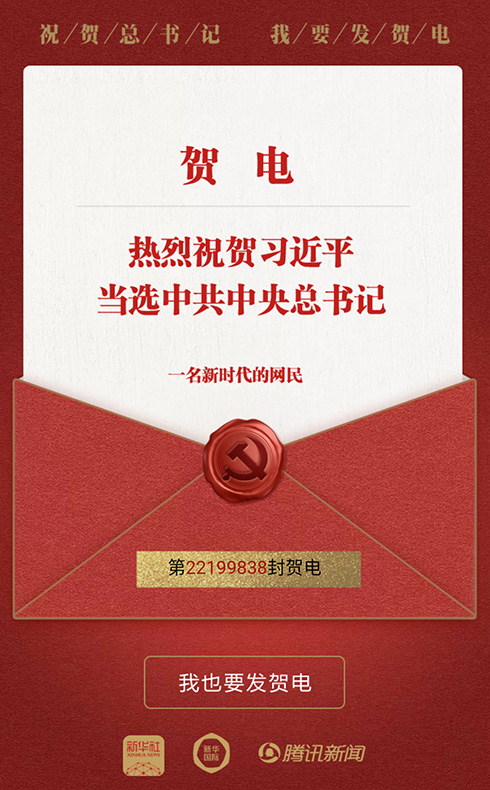 祝/贺/总/书/记 我/要/发/贺/电
贺 电
热烈祝贺习近平
当选中共中央总书记
一名新时代的网民
第22199838封贺电
我也要发贺电
新华社
XINHUA NEWS
新华
国际
腾讯新闻